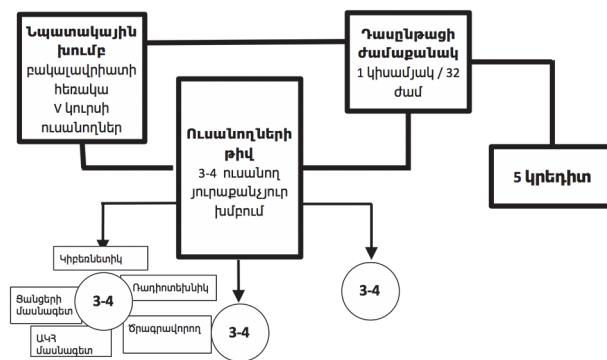 Նպատակային
խումբ
բակալավրիատի
հեռակա
V կուրսի
ուսանողներ
Դասընթացի
ժամաքանակ
1 կիսամյակ / 32
ժամ
Ուսանողների
թիվ
3-4 ուսանող
յուրաքանչյուր
խմբում
5 կրեդիտ
Կիբեռնետիկ
Ցանցերի
մասնագետ
3-4
Ռադիոտեխնիկ
ԱԿՀ
մասնագետ
Ծրագրավորող
3-4
3-4